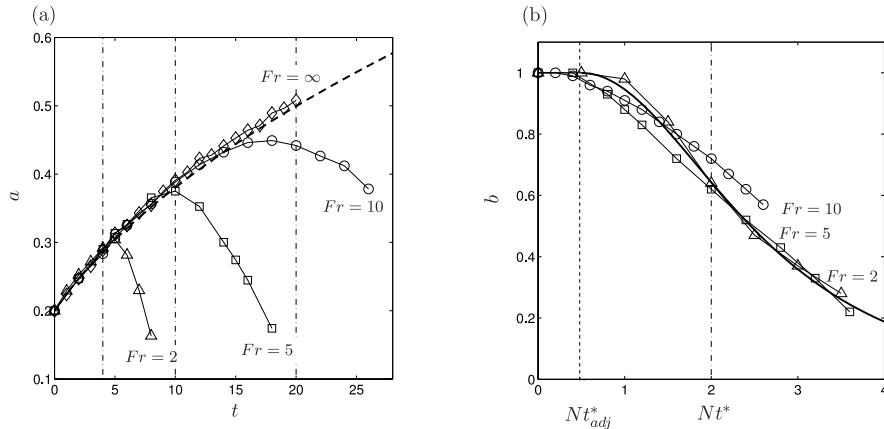 (a)
0.6
0.5
0.4
0.3
0.2
0.1
a
0 5 10 15 20 25
t
Fr = ∞
Fr = 10
Fr = 5
Fr = 2
(b)
1
0.8
0.6
0.4
0.2
0
b
0 1 2 3 4
Nt*adj Nt*
Fr = 10
Fr = 5
Fr = 2